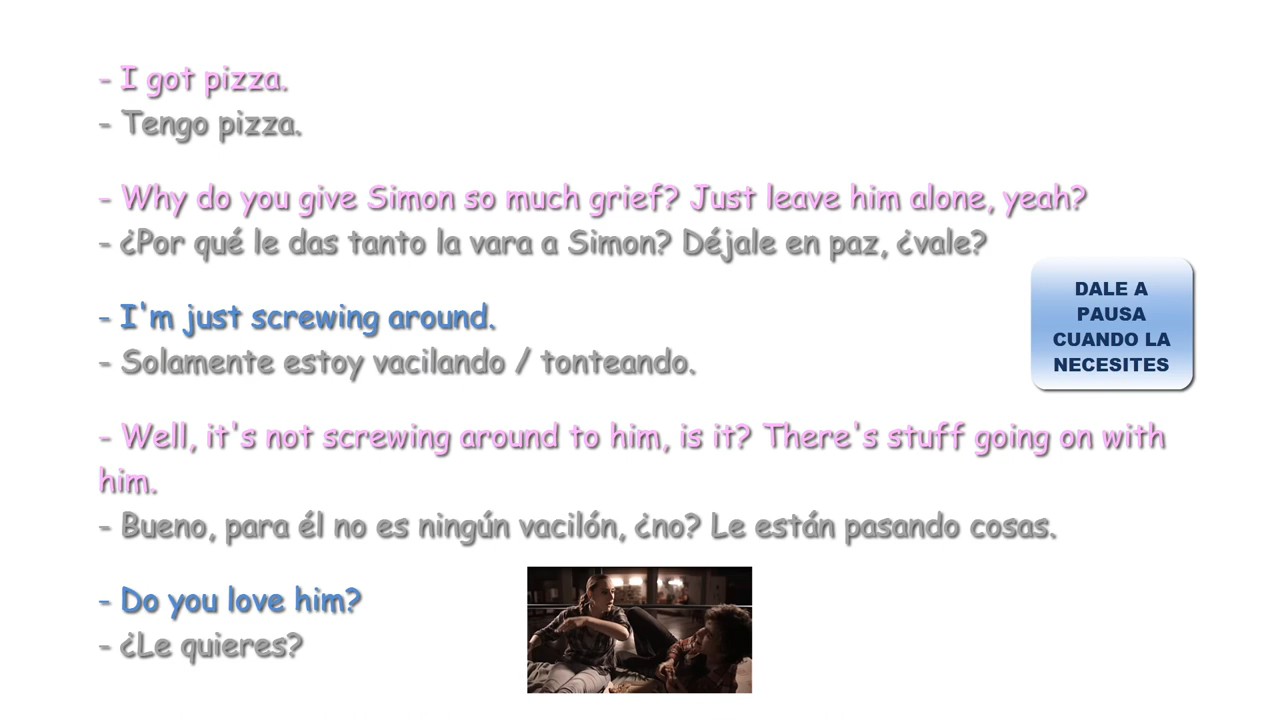 - I got pizza.
- Tengo pizza.
- Why do you give Simon so much grief? Just leave him alone, yeah?
- ¿Por qué le das tanto la vara a Simon? Déjale en paz, ¿vale?
- I'm just screwing around.
- Solamente estoy vacilando / tonteando.
DALE A
PAUSA
CUANDO LA
NECESITES
- Well, it's not screwing around to him, is it? There's stuff going on with
him.
- Bueno, para él no es ningún vacilón, ¿no? Le están pasando cosas.
- Do you love him?
- ¿Le quieres?